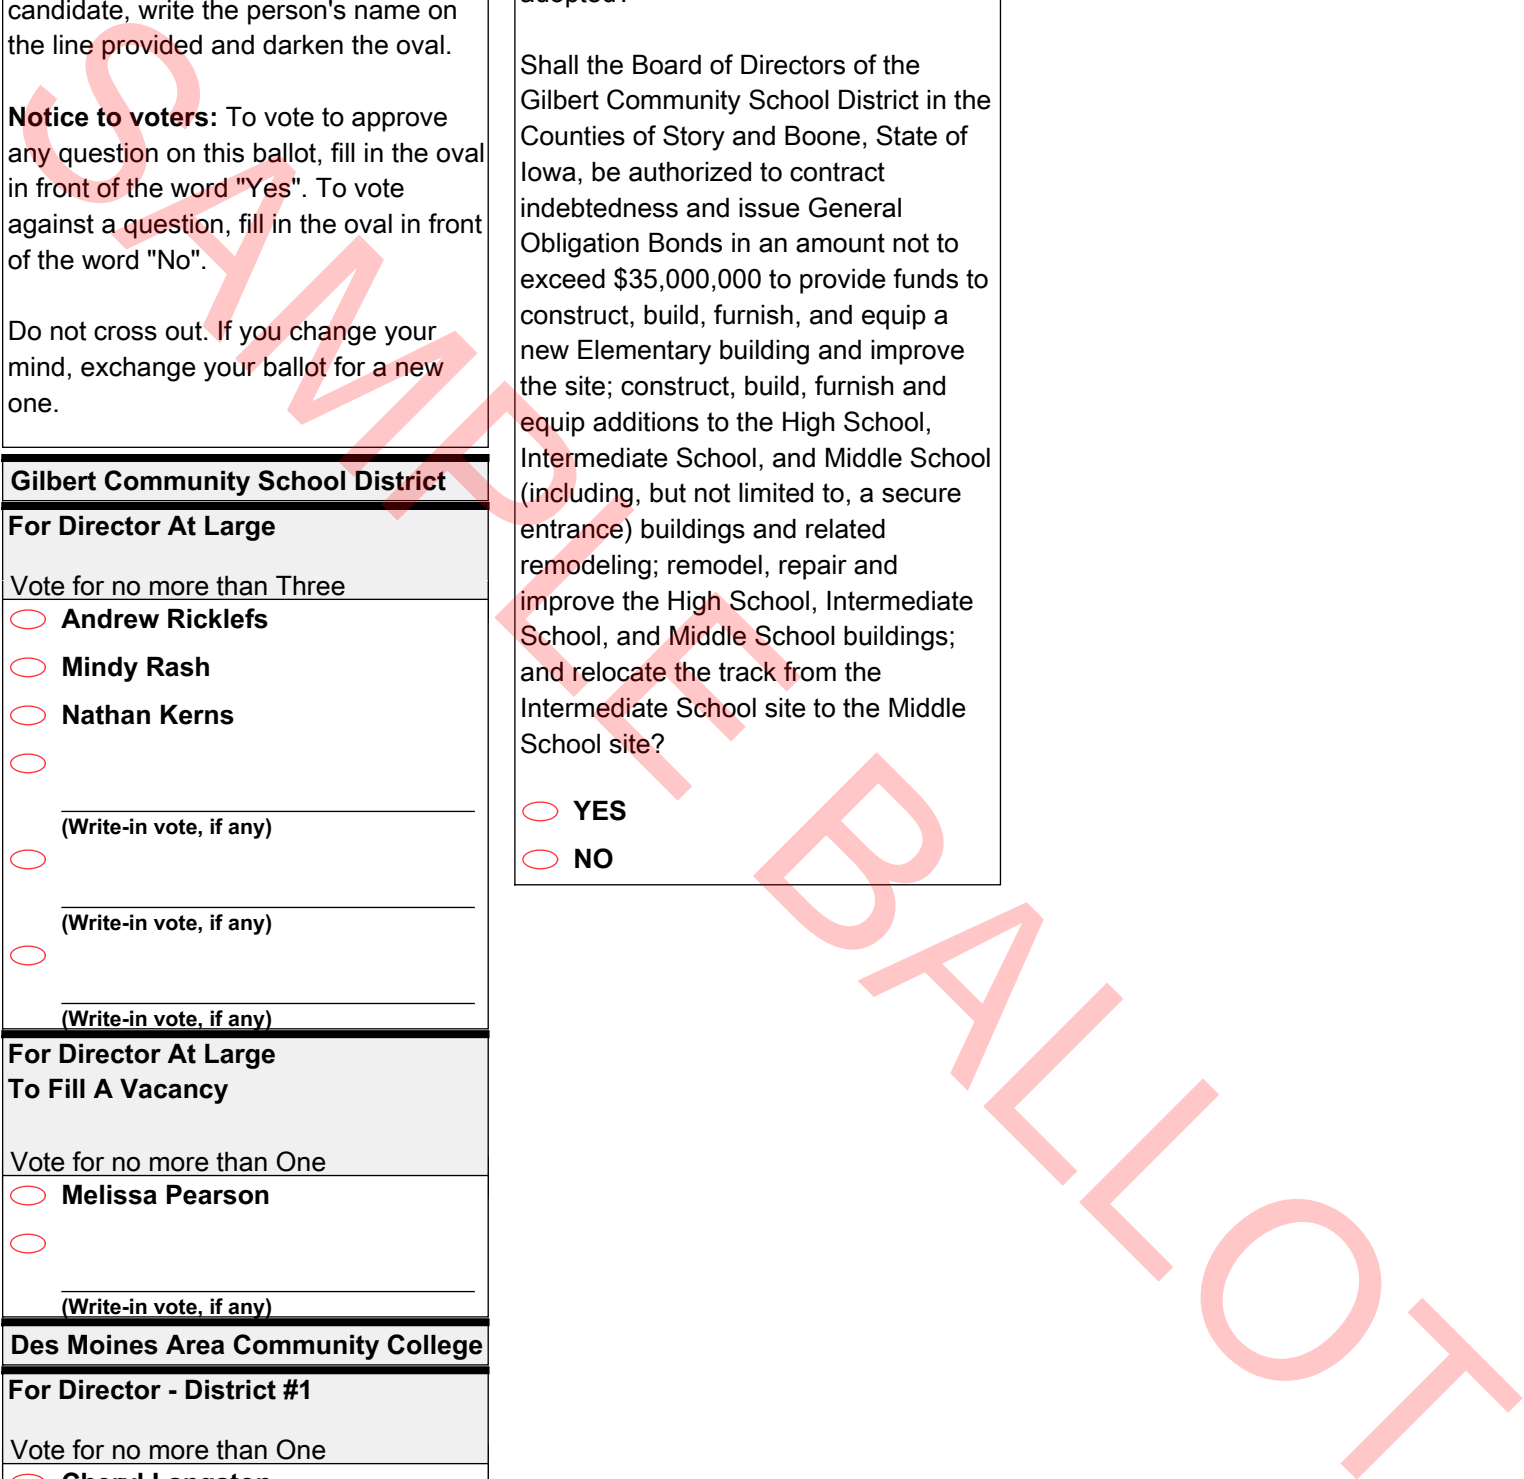 candidate, write the person's name on
the line provided and darken the oval.
Notice to voters: To vote to approve
any question on this ballot, fill in the oval
in front of the word "Yes". To vote
against a question, fill in the oval in front
of the word "No".
Do not cross out. If you change your
mind, exchange your ballot for a new
one.
Gilbert Community School District
For Director At Large
Vote for no more than Three
Andrew Ricklefs
Mindy Rash
Nathan Kerns
(Write-in vote, if any)
(Write-in vote, if any)
(Write-in vote, if any)
For Director At Large
To Fill A Vacancy
Vote for no more than One
Melissa Pearson
(Write-in vote, if any)
Des Moines Area Community College
For Director - District #1
Vote for no more than One
Cheryl Langston
adopted?
Shall the Board of Directors of the
Gilbert Community School District in the
Counties of Story and Boone, State of
Iowa, be authorized to contract
indebtedness and issue General
Obligation Bonds in an amount not to
exceed $35,000,000 to provide funds to
construct, build, furnish, and equip a
new Elementary building and improve
the site; construct, build, furnish and
equip additions to the High School,
Intermediate School, and Middle School
(including, but not limited to, a secure
entrance) buildings and related
remodeling; remodel, repair and
improve the High School, Intermediate
School, and Middle School buildings;
and relocate the track from the
Intermediate School site to the Middle
School site?
YES
NO
SAMPLE BALLOT